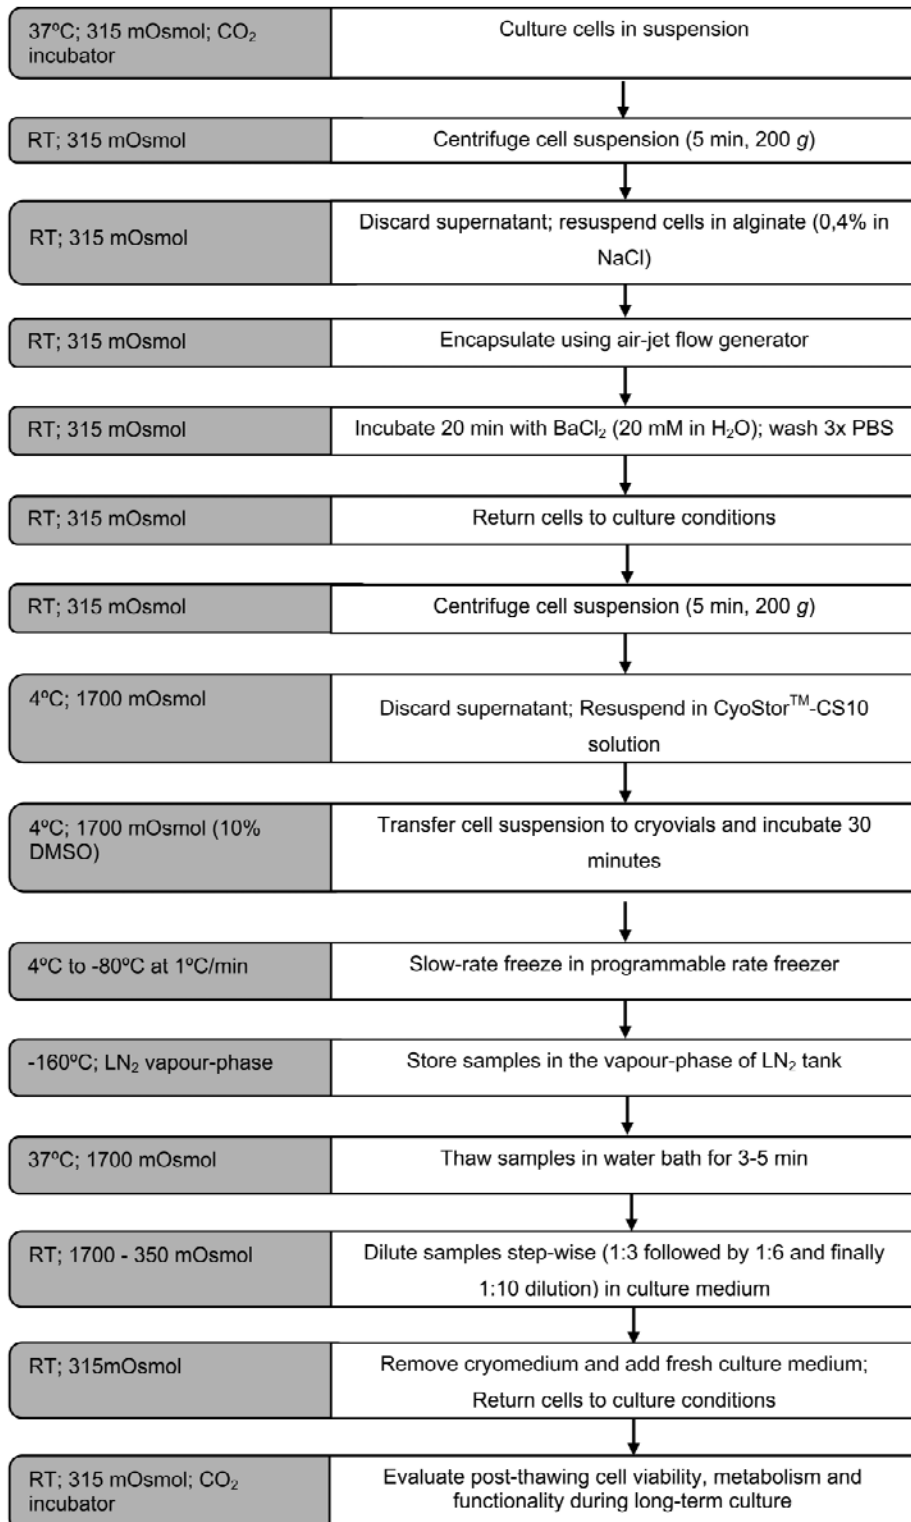 37ºC; 315 mOsmol; CO2
incubator
Culture cells in suspension
RT; 315 mOsmol
Centrifuge cell suspension (5 min, 200 g)
RT; 315 mOsmol
Discard supernatant; resuspend cells in alginate (0,4% in
NaCl)
RT; 315 mOsmol
Encapsulate using air-jet flow generator
RT; 315 mOsmol
Incubate 20 min with BaCl2 (20 mM in H2O); wash 3x PBS
RT; 315 mOsmol
Return cells to culture conditions
RT; 315 mOsmol
Centrifuge cell suspension (5 min, 200 g)
4ºC; 1700 mOsmol
Discard supernatant; Resuspend in CyoStor™-CS10
solution
4ºC; 1700 mOsmol (10%
DMSO)
Transfer cell suspension to cryovials and incubate 30
minutes
4ºC to -80ºC at 1ºC/min
Slow-rate freeze in programmable rate freezer
-160ºC; LN2 vapour-phase
Store samples in the vapour-phase of LN2 tank
37ºC; 1700 mOsmol
Thaw samples in water bath for 3-5 min
RT; 1700 - 350 mOsmol
Dilute samples step-wise (1:3 followed by 1:6 and finally
1:10 dilution) in culture medium
RT; 315mOsmol
Remove cryomedium and add fresh culture medium;
Return cells to culture conditions
RT; 315 mOsmol; CO2
incubator
Evaluate post-thawing cell viability, metabolism and
functionality during long-term culture